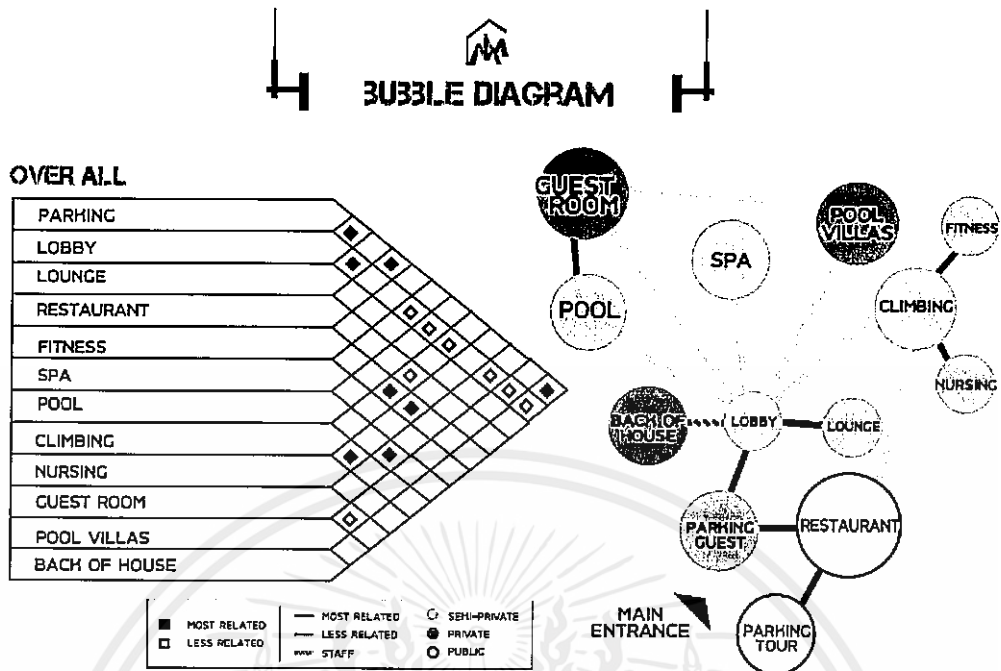 BUBBLE DIAGRAM
OVER ALL
PARKING
LOBBY
LOUNGE
RESTAURANT
FITNESS
SPA
POOL
CLIMBING
NURSING
GUEST ROOM
POOL VILLAS
BACK OF HOUSE
MOST RELATED
LESS RELATED
MOST RELATED
LESS RELATED
STAFF
SEMI-PRIVATE
PRIVATE
PUBLIC
GUEST
ROOM
POOL
SPA
POOL
VILLAS
FITNESS
CLIMBING
NURSING
BACK OF
HOUSE
LOBBY
LOUNGE
PARKING
GUEST
RESTAURANT
MAIN
ENTRANCE
PARKING
TOUR